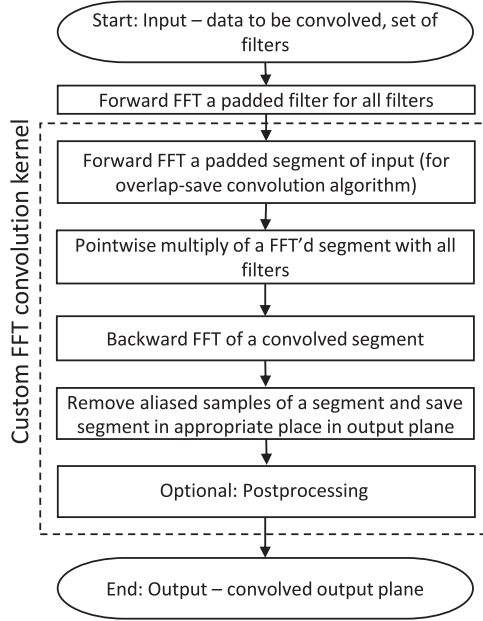 Start: Input – data to be convolved, set of
filters
Forward FFT a padded filter for all filters
Custom FFT convolution kernel
Forward FFT a padded segment of input (for
overlap-save convolution algorithm)
Pointwise multiply of a FFT’d segment with all
filters
Backward FFT of a convolved segment
Remove aliased samples of a segment and save
segment in appropriate place in output plane
Optional: Postprocessing
End: Output – convolved output plane